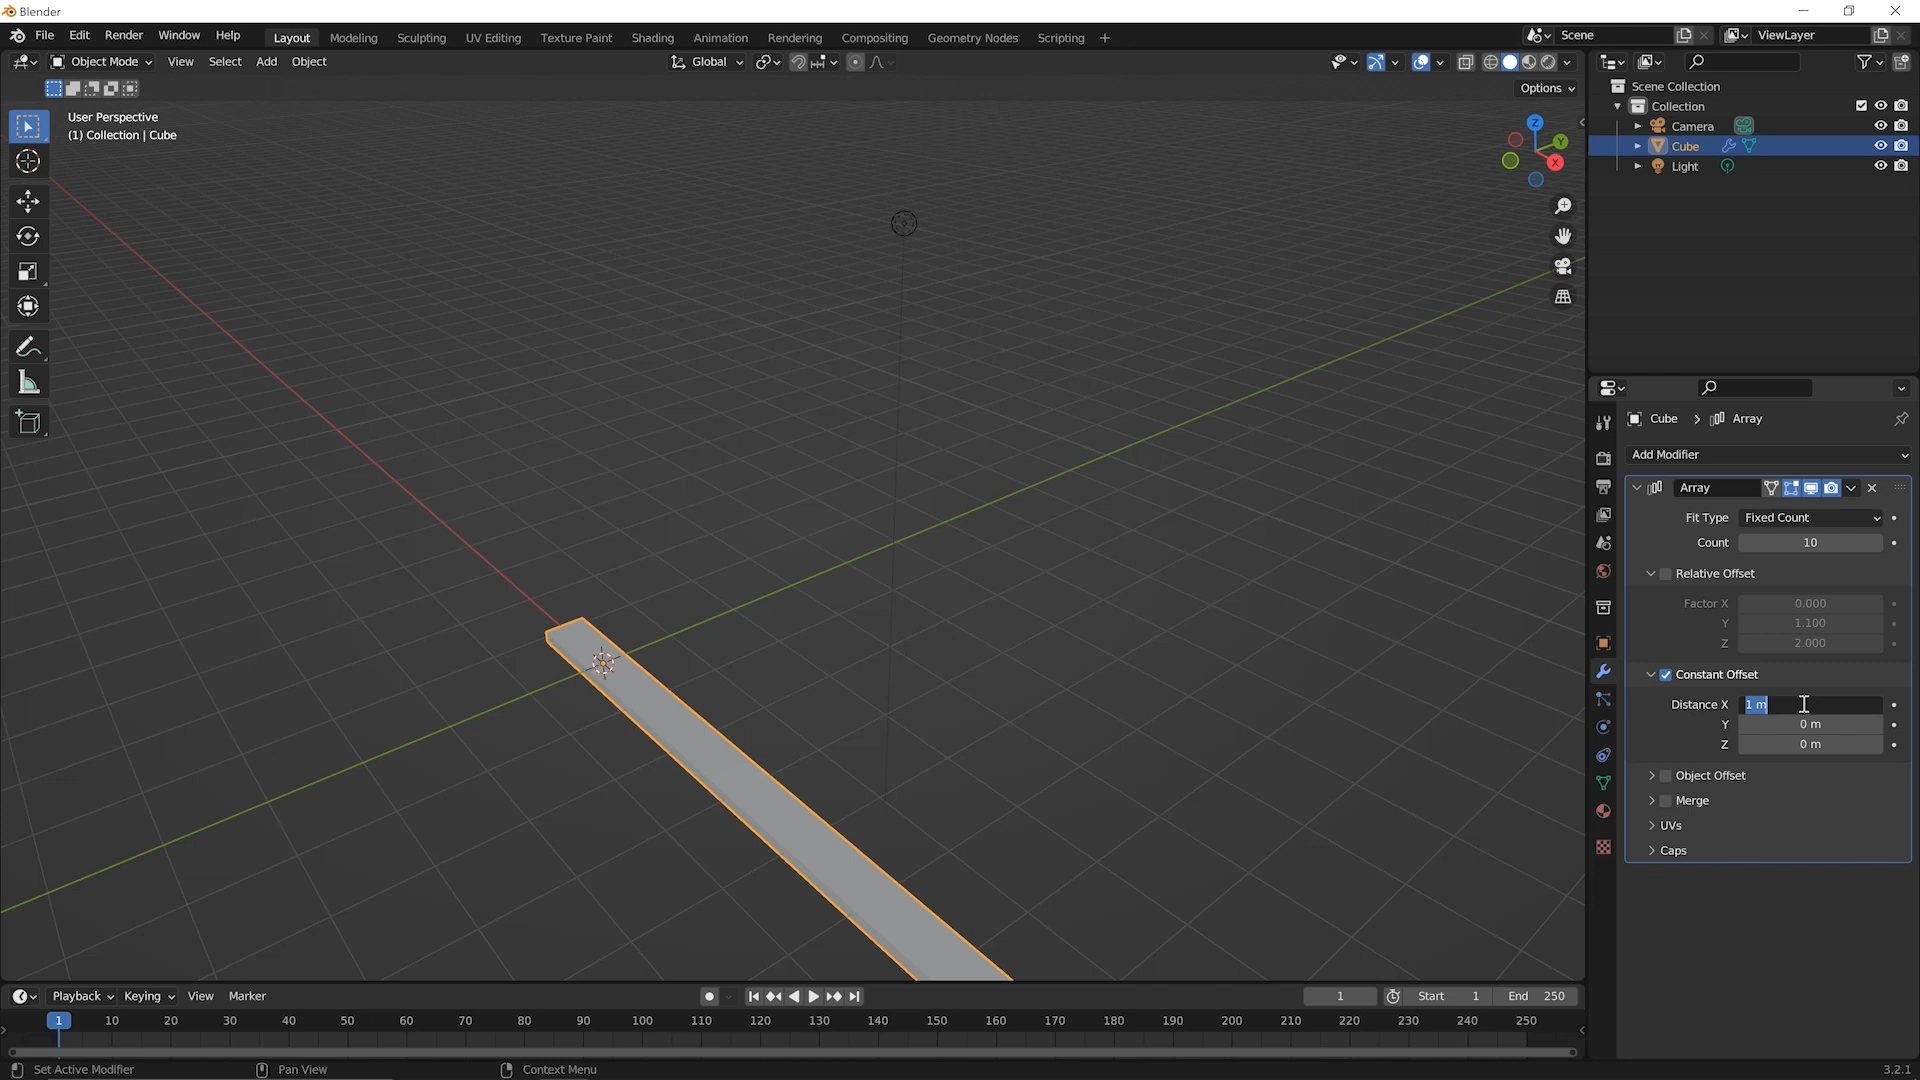 Blender
File Edit Render Window Help Layout Modeling Sculpting UV Editing Texture Paint Shading Animation Rendering Compositing Geometry Nodes Scripting + Scene ViewLayer
Object Mode View Select Add Object Global
Options
User Perspective
(1) Collection | Cube
Z
Y
X
Scene Collection
Collection
Camera
Cube
Light
Cube > Array
Add Modifier
Array
Fit Type Fixed Count
Count 10
Relative Offset
Factor X 0.000
Y 1.100
Z 2.000
Constant Offset
Distance X 1 m
Y 0 m
Z 0 m
Object Offset
Merge
UVs
Caps
Playback Keying View Marker 1 Start 1 End 250
1 10 20 30 40 50 60 70 80 90 100 110 120 130 140 150 160 170 180 190 200 210 220 230 240 250
Set Active Modifier Pan View Context Menu 3.2.1